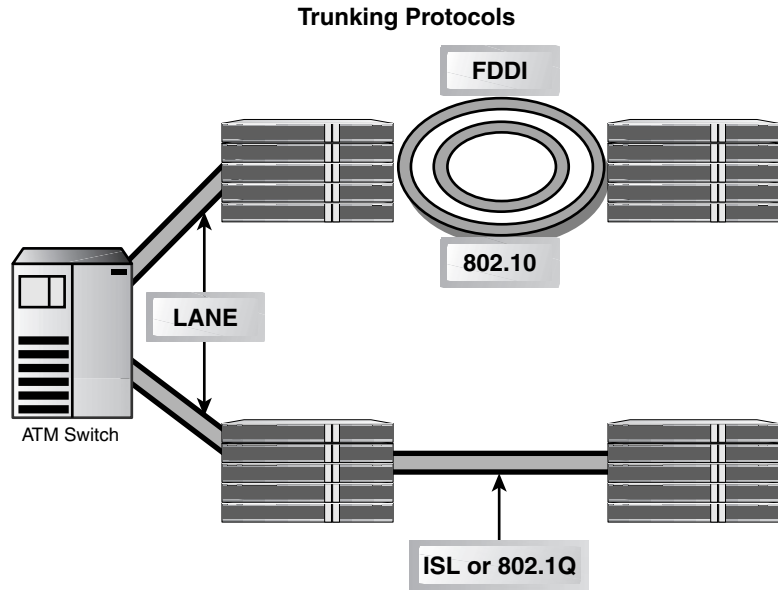 Trunking Protocols
FDDI
802.10
LANE
ATM Switch
ISL or 802.1Q